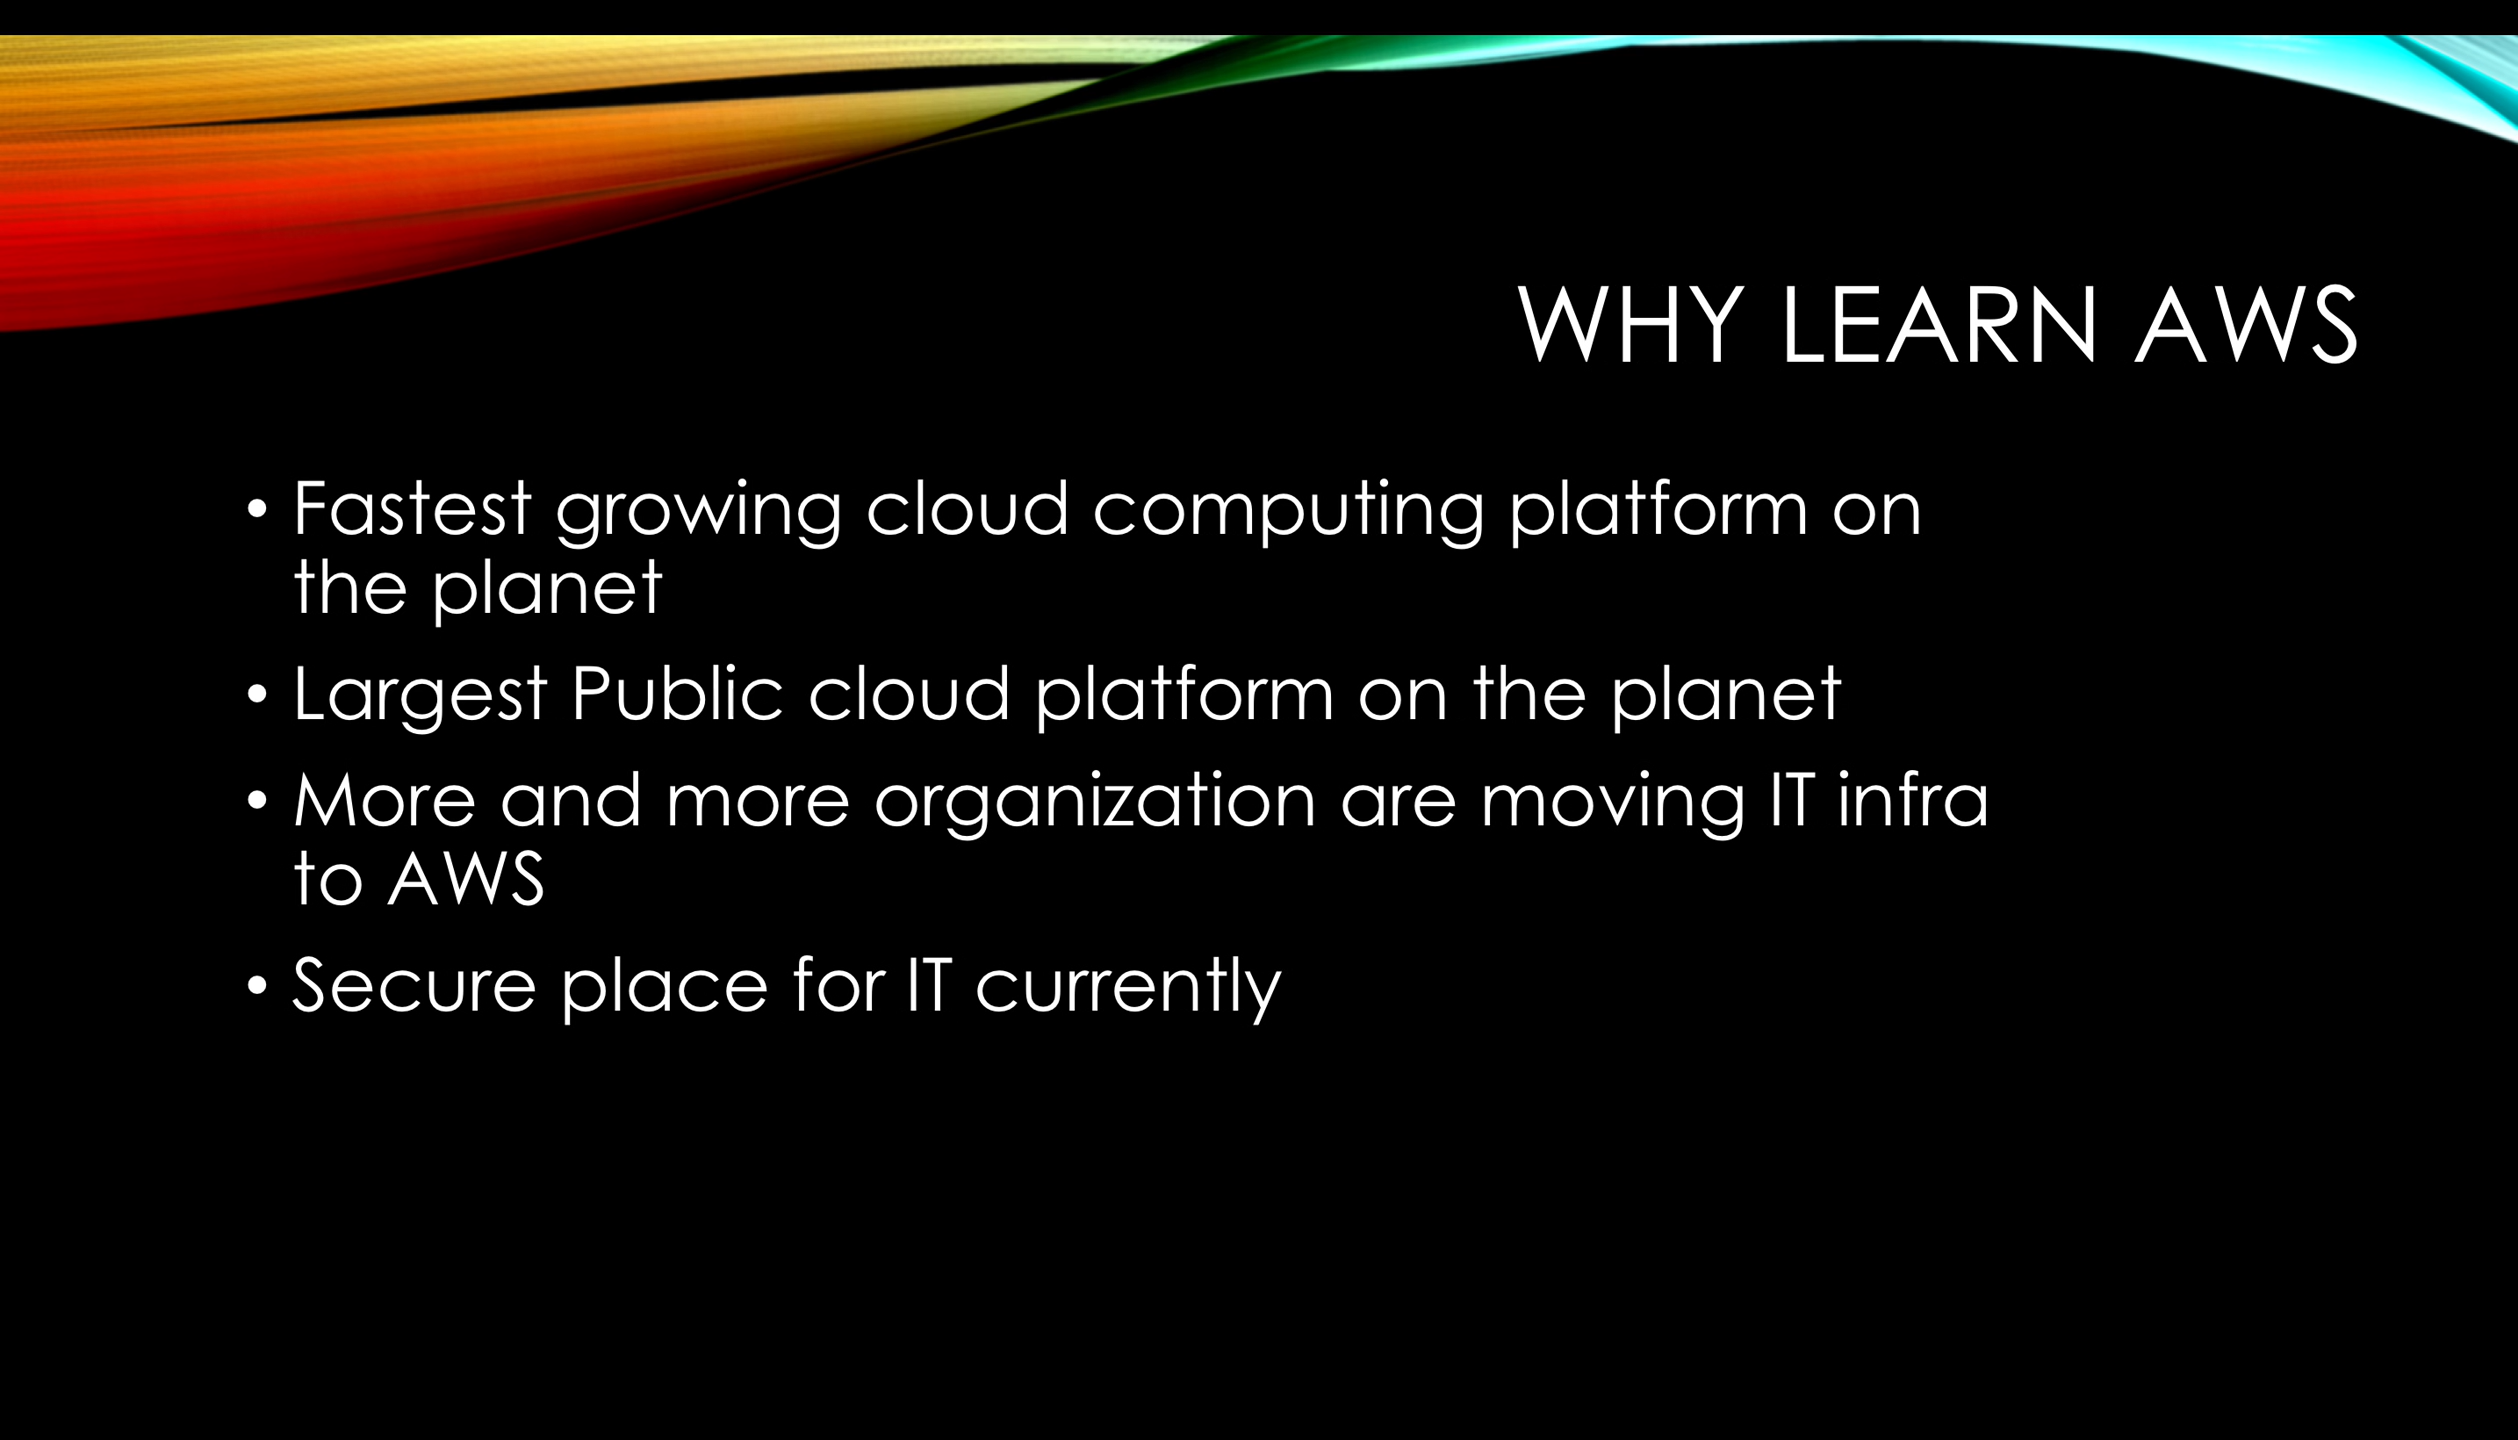 WHY LEARN AWS
• Fastest growing cloud computing platform on
the planet
• Largest Public cloud platform on the planet
• More and more organization are moving IT infra
to AWS
• Secure place for IT currently